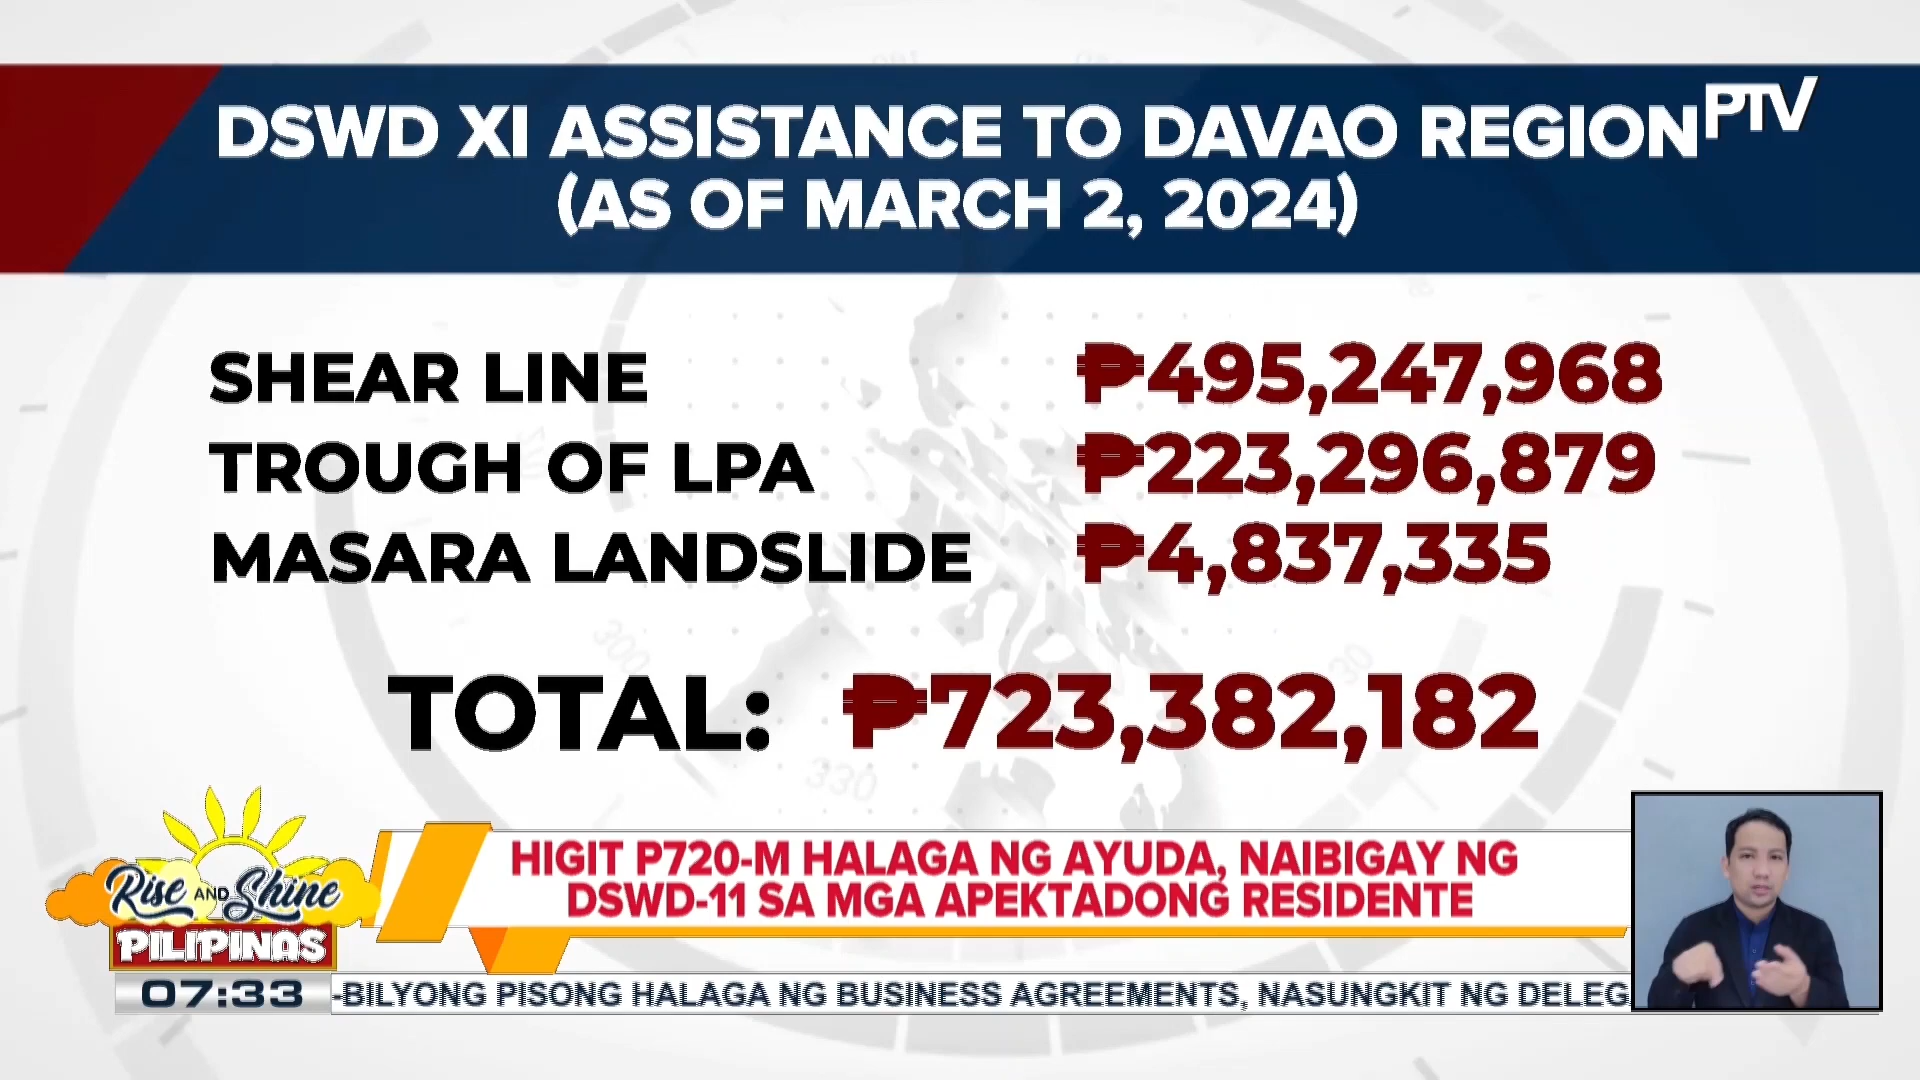 DSWD XI ASSISTANCE TO DAVAO REGION
PTV
(AS OF MARCH 2, 2024)
SHEAR LINE ₱495,247,968
TROUGH OF LPA ₱223,296,879
MASARA LANDSLIDE ₱4,837,335
300
30
330
TOTAL: ₱723,382,182
HIGIT P720-M HALAGA NG AYUDA, NAIBIGAY NG
DSWD-11 SA MGA APEKTADONG RESIDENTE
Rise AND Shine
PILIPINAS
07:33 -BILYONG PISONG HALAGA NG BUSINESS AGREEMENTS, NASUNGKIT NG DELEG